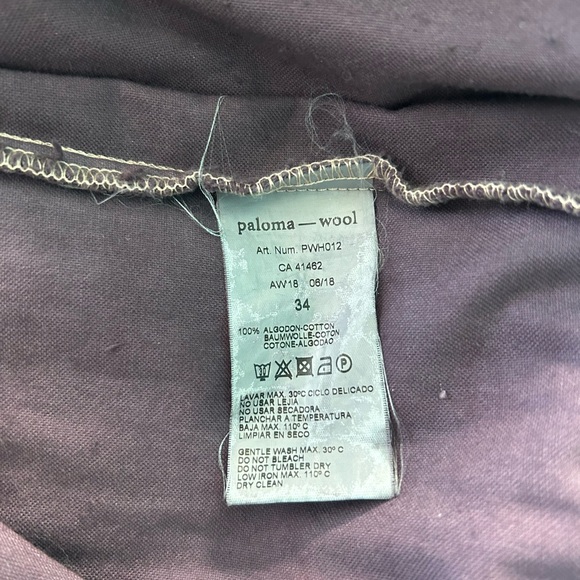 paloma — wool
Art. Num. PWH012
CA 41462
AW18 06/18
34
100% ALGODON-COTTON
BAUMWOLLE-COTON
COTONE-ALGODAO
LAVAR MAX. 30ºC CICLO DELICADO
NO USAR LEJIA
NO USAR SECADORA
PLANCHAR A TEMPERATURA
BAJA MAX. 110º C
LIMPIAR EN SECO
GENTLE WASH MAX. 30º C
DO NOT BLEACH
DO NOT TUMBLER DRY
LOW IRON MAX. 110º C
DRY CLEAN